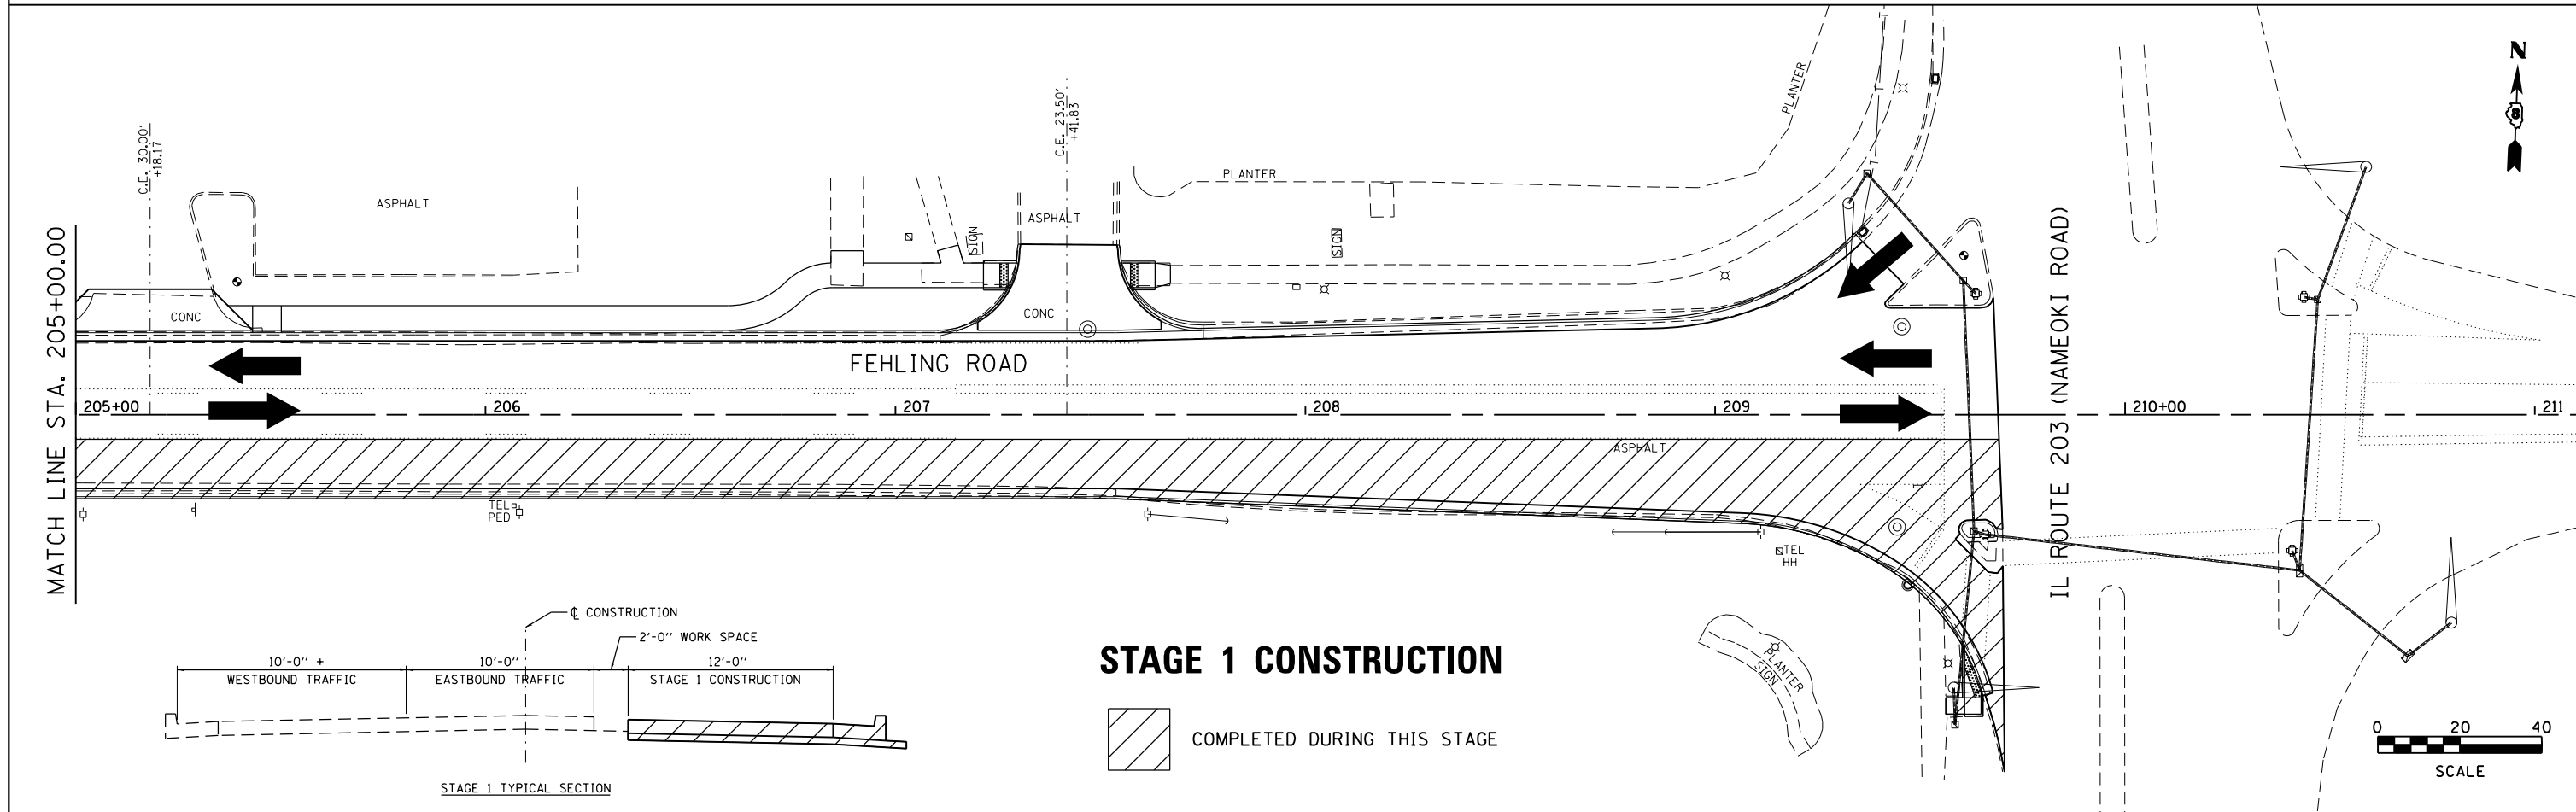 N
8
PLANTER
C.E. 30.00'
+18.17
C.E. 23.50'
+41.83
PLANTER
ASPHALT
SIGN
ASPHALT
SIGN
MATCH LINE STA. 205+00.00
CONC
CONC
FEHLING ROAD
IL ROUTE 203 (NAMEOKI ROAD)
205+00
206
207
208
209
210+00
211
ASPHALT
TEL
PED
TEL
HH
℄ CONSTRUCTION
2'-0" WORK SPACE
10'-0" +
WESTBOUND TRAFFIC
10'-0"
EASTBOUND TRAFFIC
12'-0"
STAGE 1 CONSTRUCTION
STAGE 1 TYPICAL SECTION
STAGE 1 CONSTRUCTION
COMPLETED DURING THIS STAGE
PLANTER
SIGN
0 20 40
SCALE